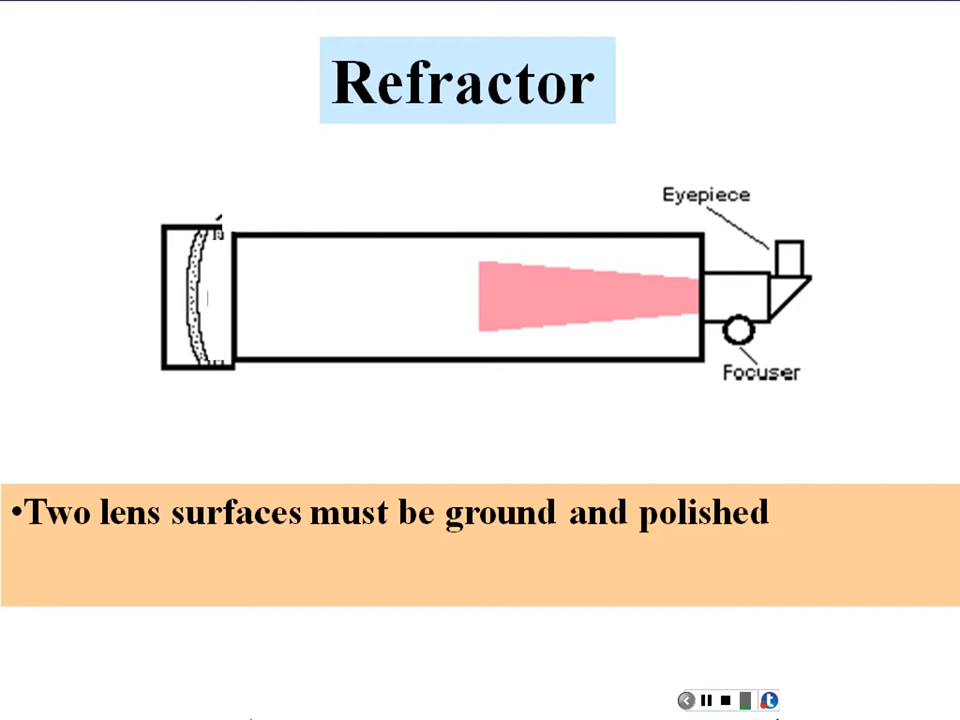 Refractor
Eyepiece
Focuser
•Two lens surfaces must be ground and polished